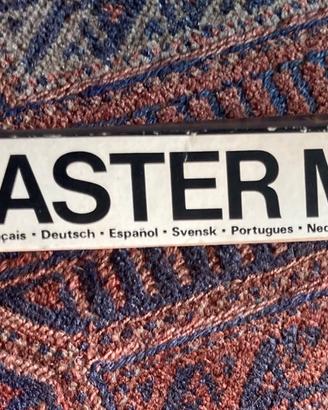 ASTER M
çais · Deutsch · Español · Svensk · Portugues · Ned